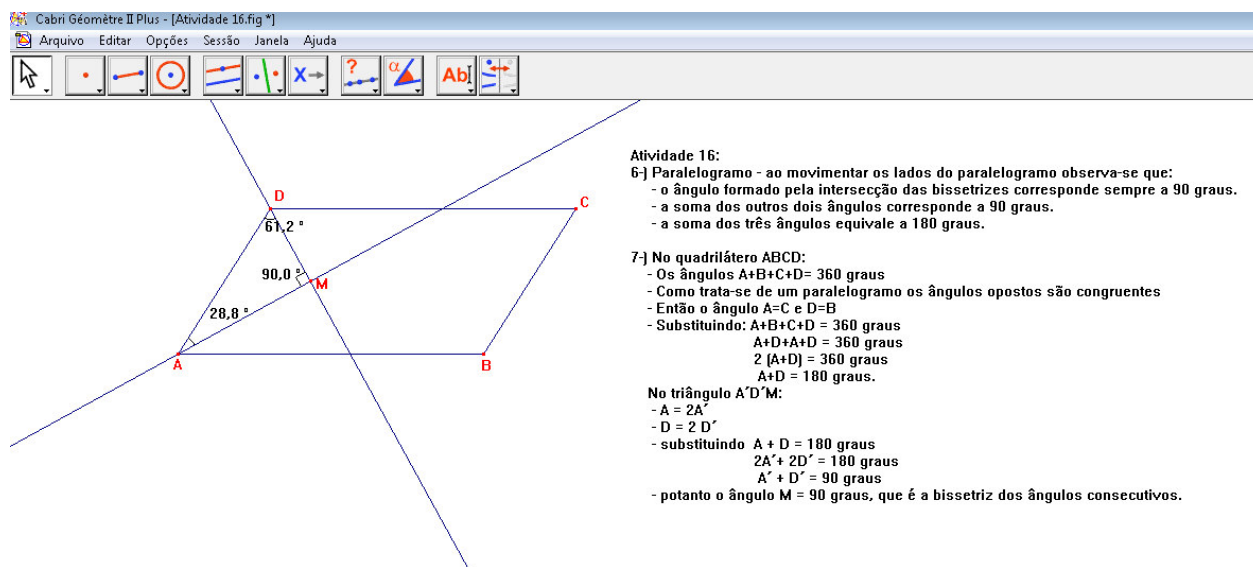 Cabri Géomètre II Plus - [Atividade 16.fig *]
Arquivo Editar Opções Sessão Janela Ajuda
? α Ab
Atividade 16:
6-) Paralelogramo - ao movimentar os lados do paralelogramo observa-se que:
- o ângulo formado pela intersecção das bissetrizes corresponde sempre a 90 graus.
- a soma dos outros dois ângulos corresponde a 90 graus.
- a soma dos três ângulos equivale a 180 graus.
7-) No quadrilátero ABCD:
- Os ângulos A+B+C+D= 360 graus
- Como trata-se de um paralelogramo os ângulos opostos são congruentes
- Então o ângulo A=C e D=B
- Substituindo: A+B+C+D = 360 graus
A+D+A+D = 360 graus
2 (A+D) = 360 graus
A+D = 180 graus.
No triângulo A´D´M:
- A = 2A´
- D = 2 D´
- substituindo A + D = 180 graus
2A´+ 2D´ = 180 graus
A´ + D´ = 90 graus
- potanto o ângulo M = 90 graus, que é a bissetriz dos ângulos consecutivos.
D
C
61,2 °
90,0 °
M
28,8 °
A
B